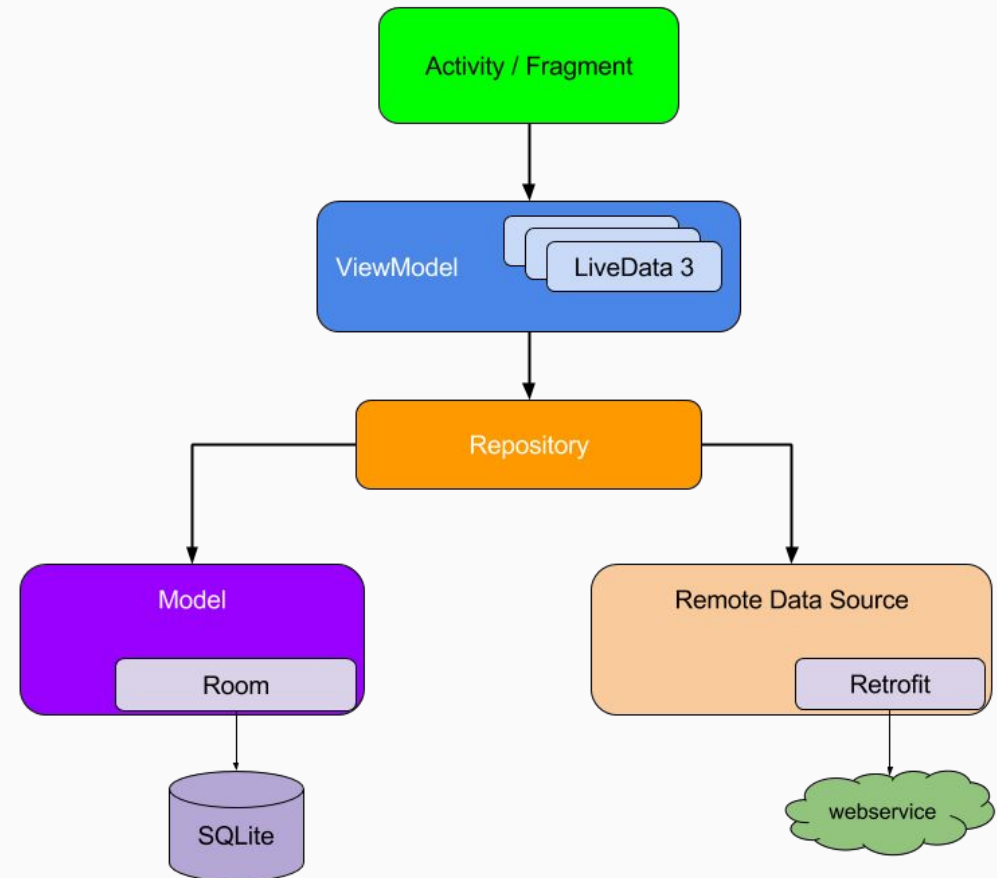 Activity / Fragment
ViewModel
LiveData 3
Repository
Model
Remote Data Source
Room
Retrofit
SQLite
webservice